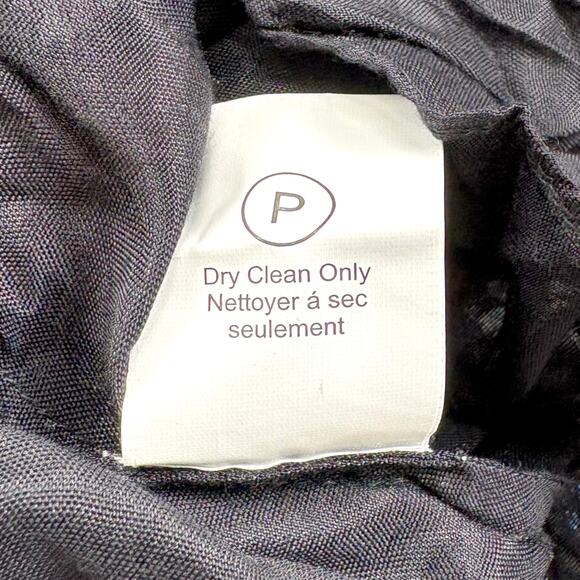 P
Dry Clean Only
Nettoyer á sec
seulement